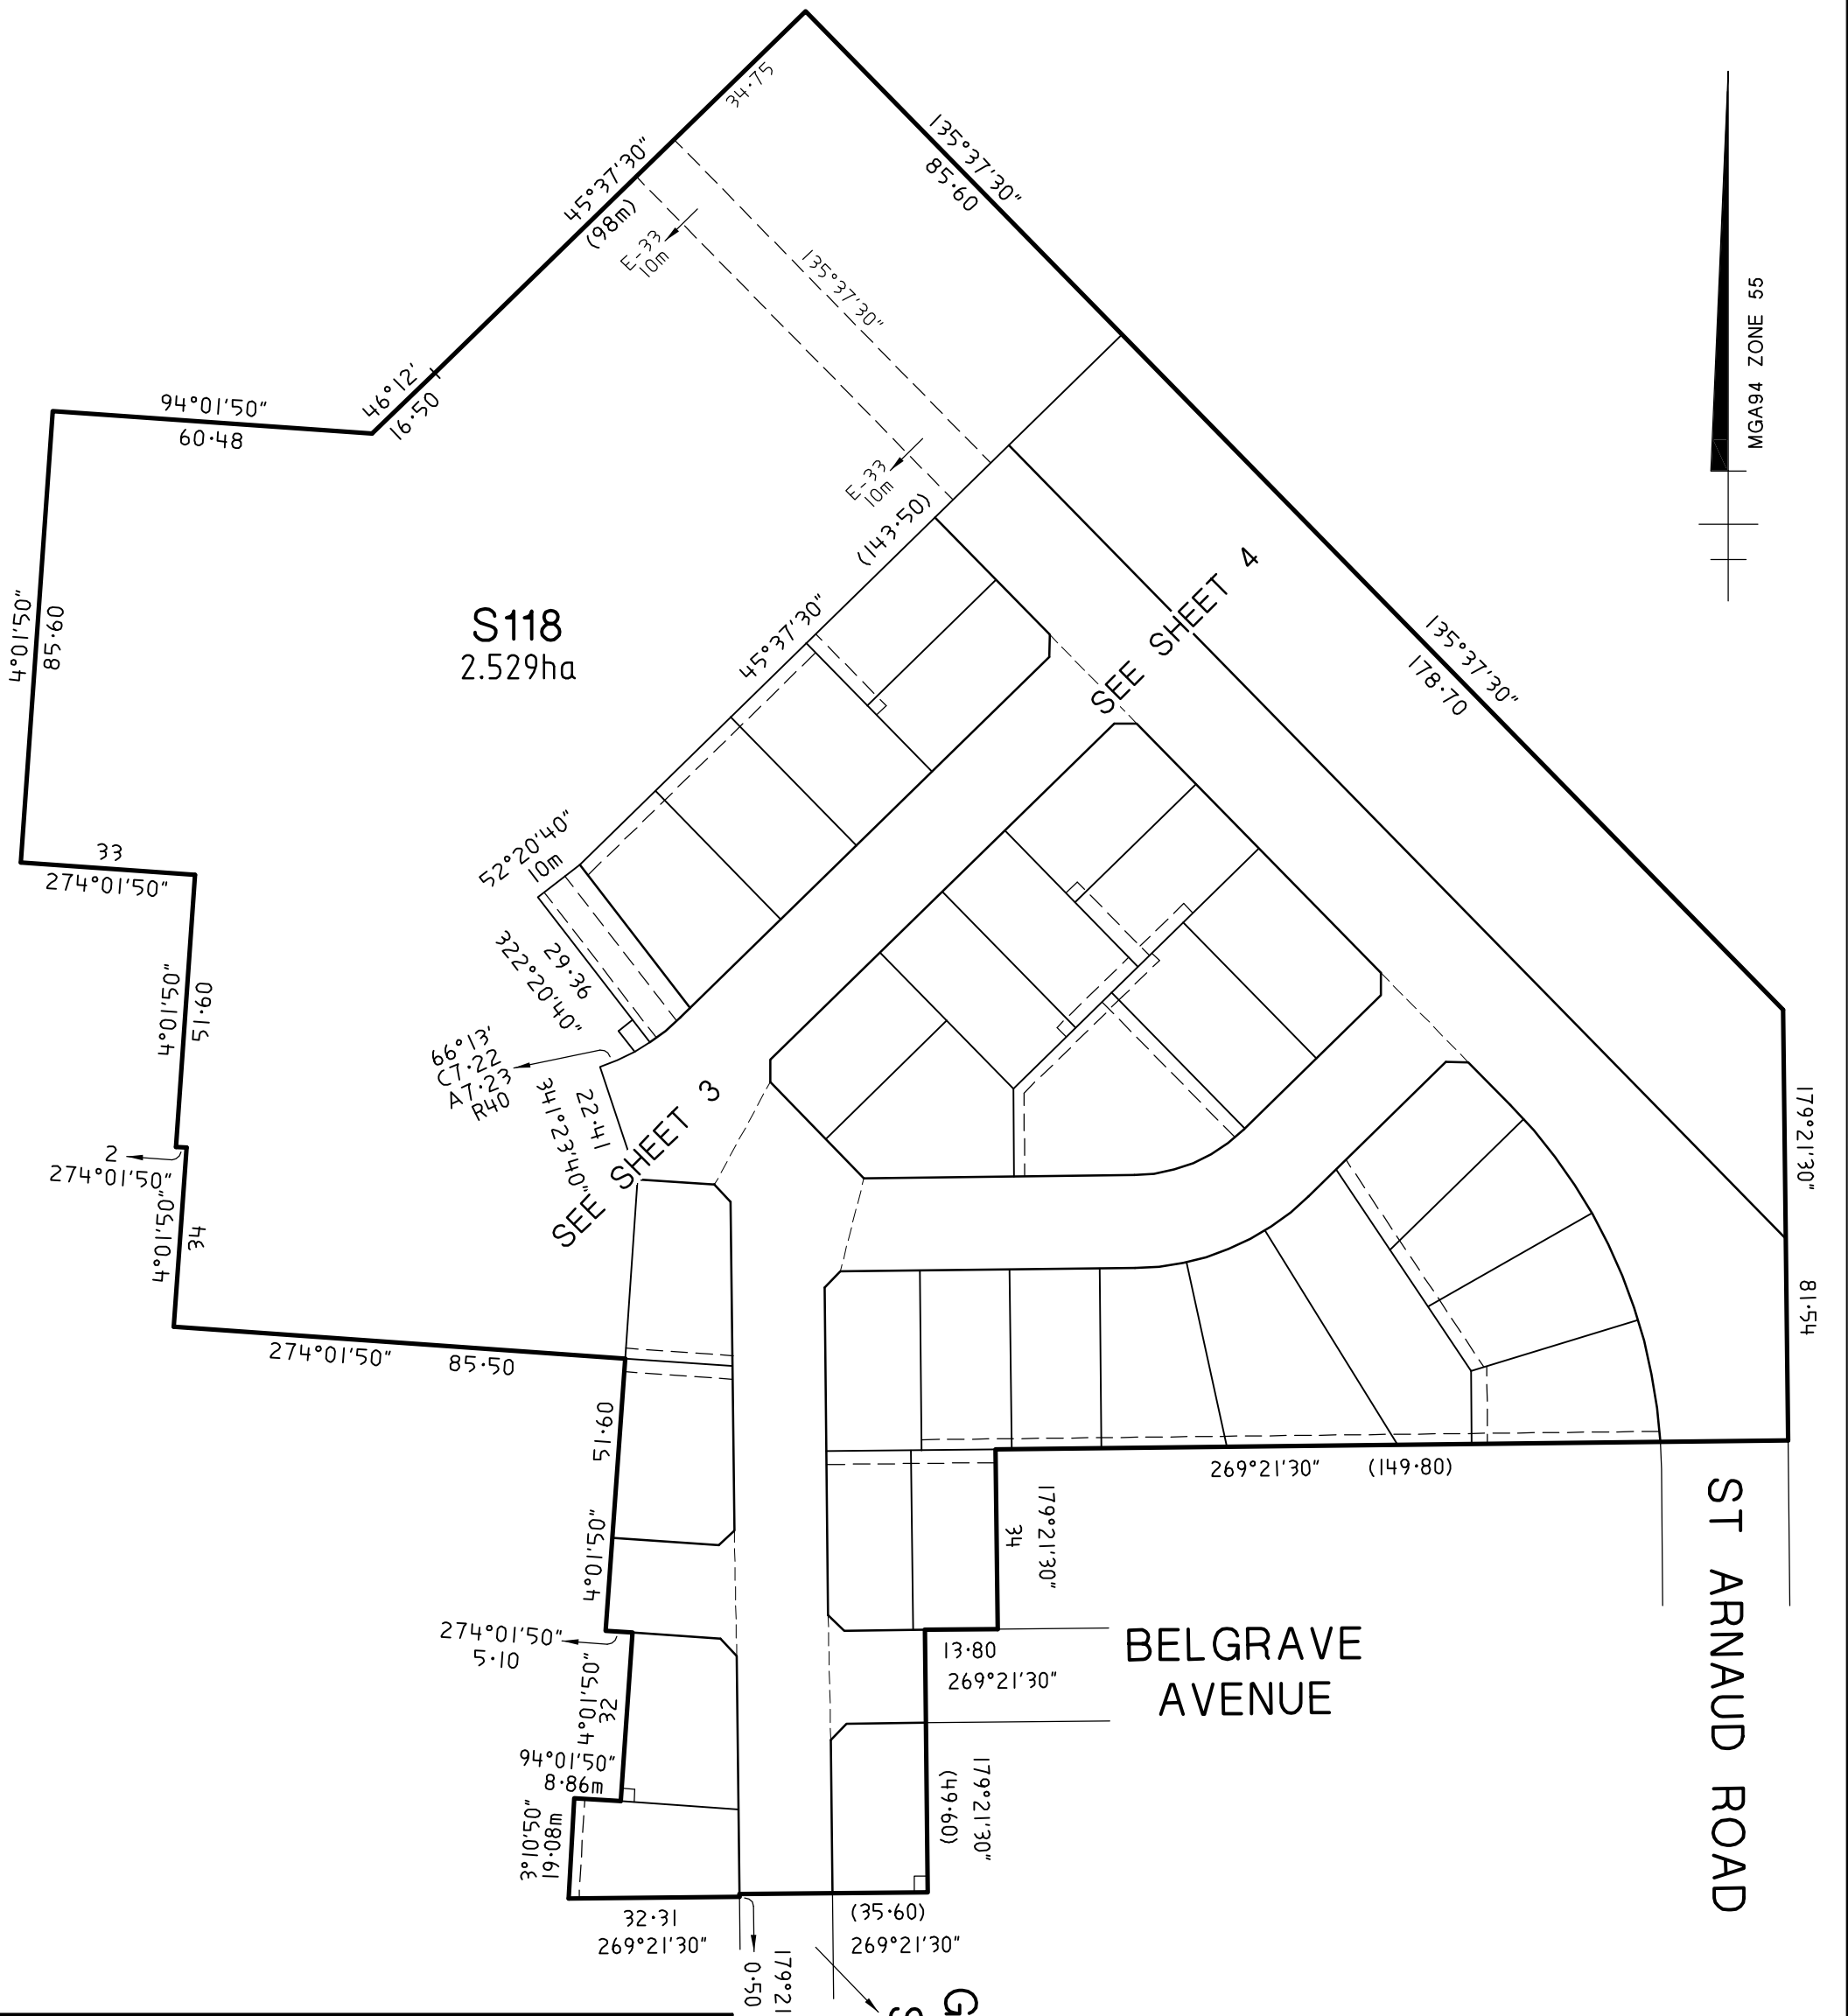 34·75
135°37'30"
85·60
45°37'30"
(98m)
E-33
10m
135°37'30"
MGA94 ZONE 55
46°12'
16·50
94°01'50"
60·48
E-33
10m
(143·50)
SEE SHEET 4
4°01'50"
85·60
S118
2.529ha
45°37'30"
135°37'30"
178·70
52°20'40"
10m
33
274°01'50"
29·36
322°20'40"
4°01'50"
51·60
66°13'
C7·22
A7·23
R40
22·41
341°23'40"
SEE SHEET 3
179°21'30"
81·54
2
274°01'50"
4°01'50"
34
274°01'50"
85·50
51·60
4°01'50"
269°21'30"
(149·80)
179°21'30"
34
ST ARNAUD ROAD
274°01'50"
5·10
13·80
269°21'30"
BELGRAVE
AVENUE
4°01'50"
32
94°01'50"
8·86m
179°21'30"
(49·60)
3°10'50"
19·08m
32·31
269°21'30"
(35·60)
269°21'30"
179°21
0·50
G
S